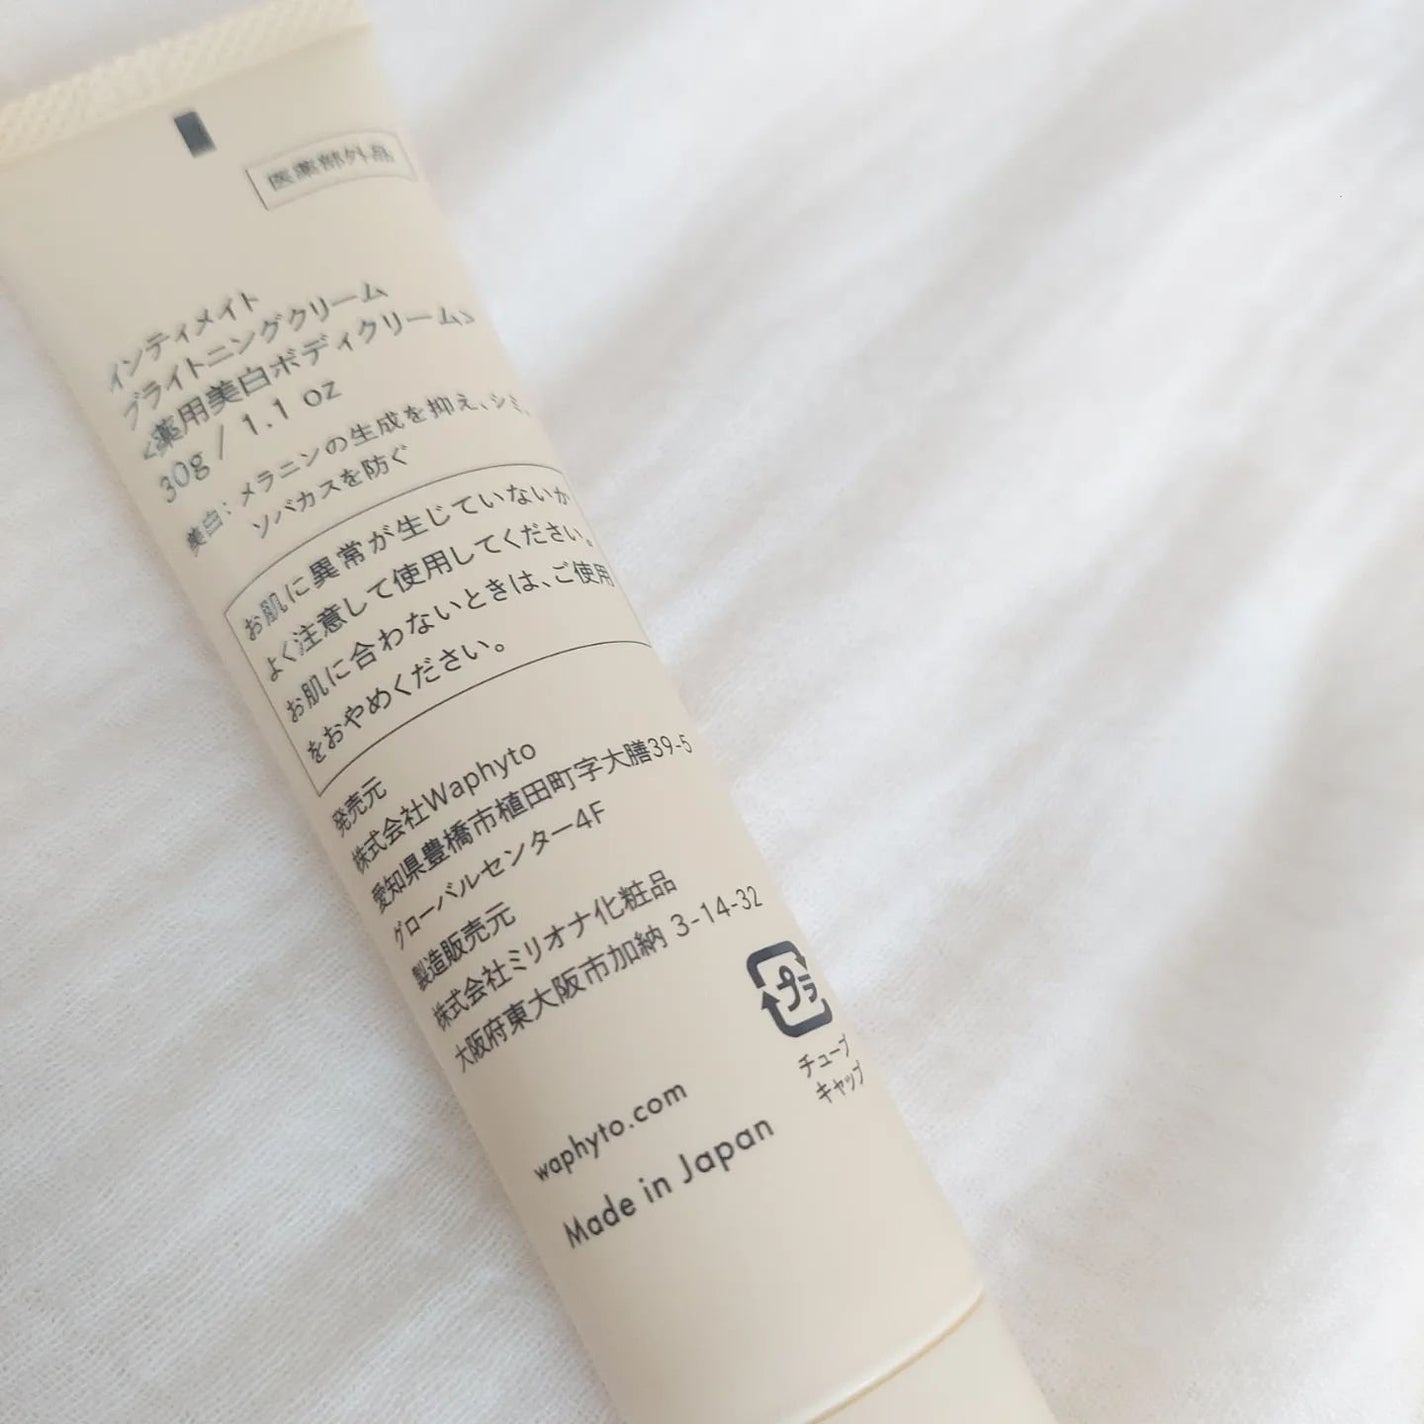 医薬部外品
インティメイト
ブライトニングクリーム
<薬用美白ボディクリーム>
30g / 1.1 oz
美白：メラニンの生成を抑え、シミ、
ソバカスを防ぐ
お肌に異常が生じていないか
よく注意して使用してください。
お肌に合わないときは、ご使用
をおやめください。
発売元
株式会社Waphyto
愛知県豊橋市植田町字大膳39-5
グローバルセンター4F
製造販売元
株式会社ミリオナ化粧品
大阪府東大阪市加納 3-14-32
プラ
チューブ
キャップ
waphyto.com
Made in Japan